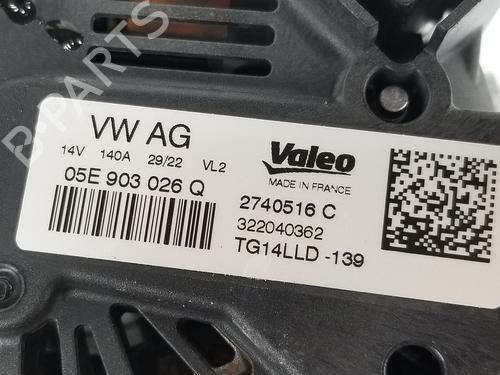 VW AG
14V 140A 29/22 VL2
05E 903 026 Q
Valeo
MADE IN FRANCE
2740516 C
322040362
TG14LLD -139
B-PARTS